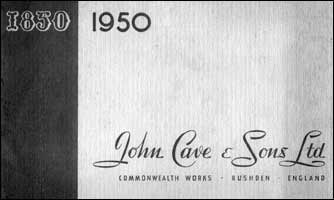 1850 1950
John Cave & Sons Ltd
COMMONWEALTH WORKS · RUSHDEN · ENGLAND